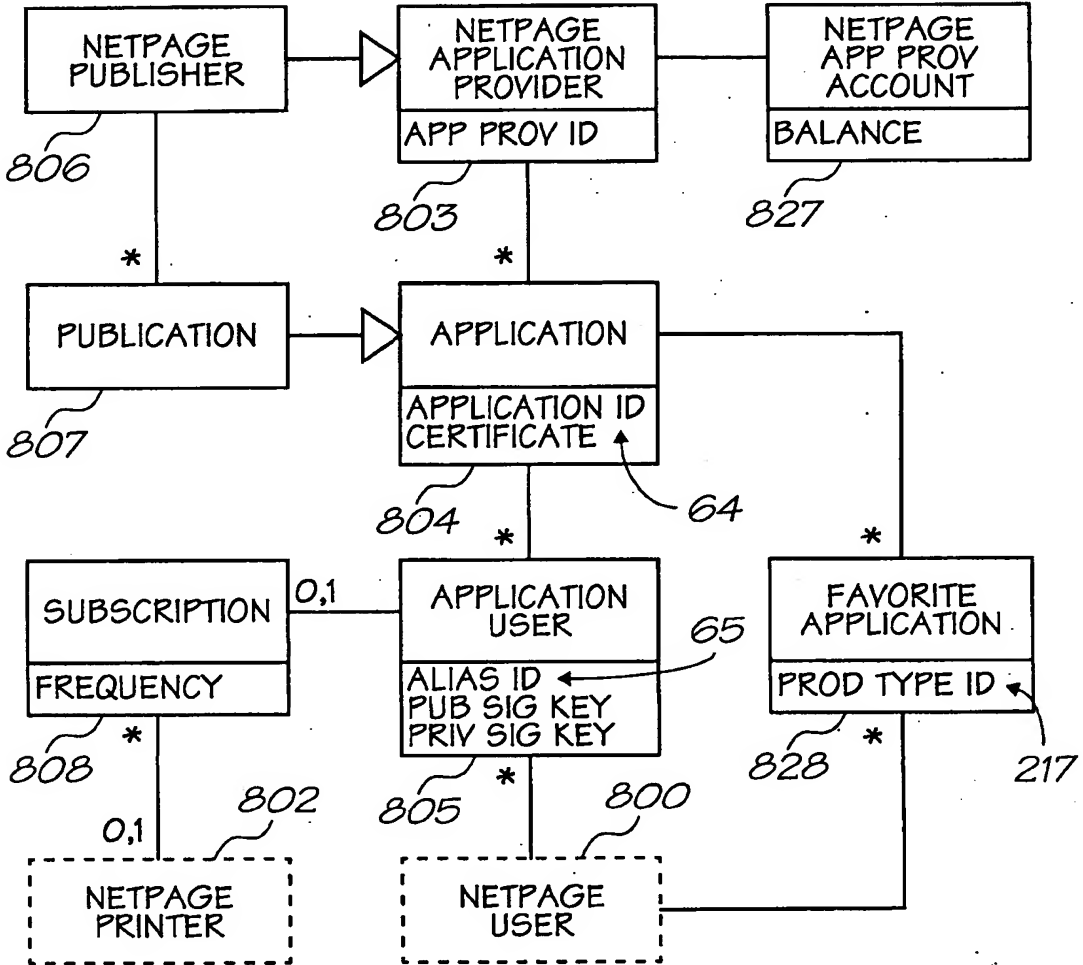 NETPAGE
PUBLISHER
806
NETPAGE
APPLICATION
PROVIDER
APP PROV ID
803
NETPAGE
APP PROV
ACCOUNT
BALANCE
827
*
*
PUBLICATION
807
APPLICATION
APPLICATION ID
CERTIFICATE
804
64
*
*
SUBSCRIPTION
FREQUENCY
808
0,1
APPLICATION
USER
ALIAS ID
PUB SIG KEY
PRIV SIG KEY
805
65
FAVORITE
APPLICATION
PROD TYPE ID
828
217
*
*
*
0,1
802
NETPAGE
PRINTER
800
NETPAGE
USER